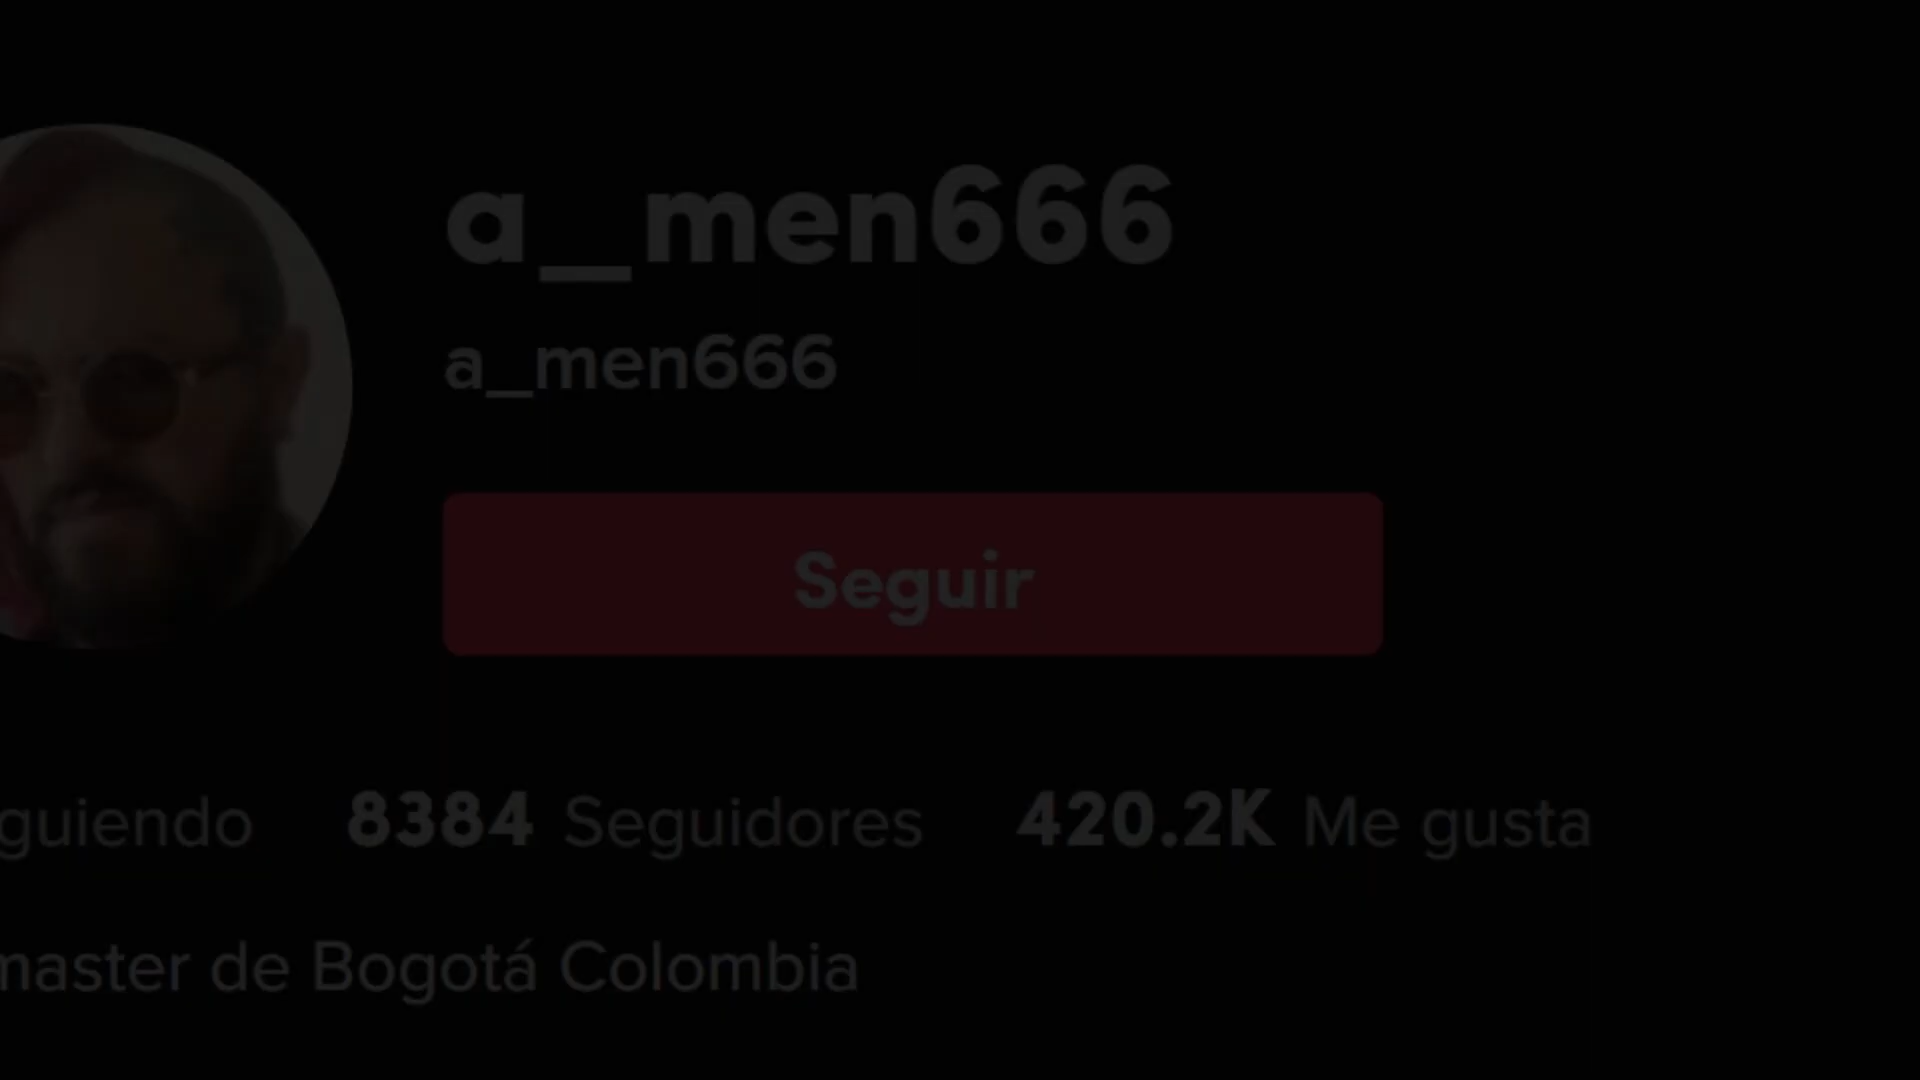 a_men666
a_men666
Seguir
guiendo 8384 Seguidores 420.2K Me gusta
master de Bogotá Colombia